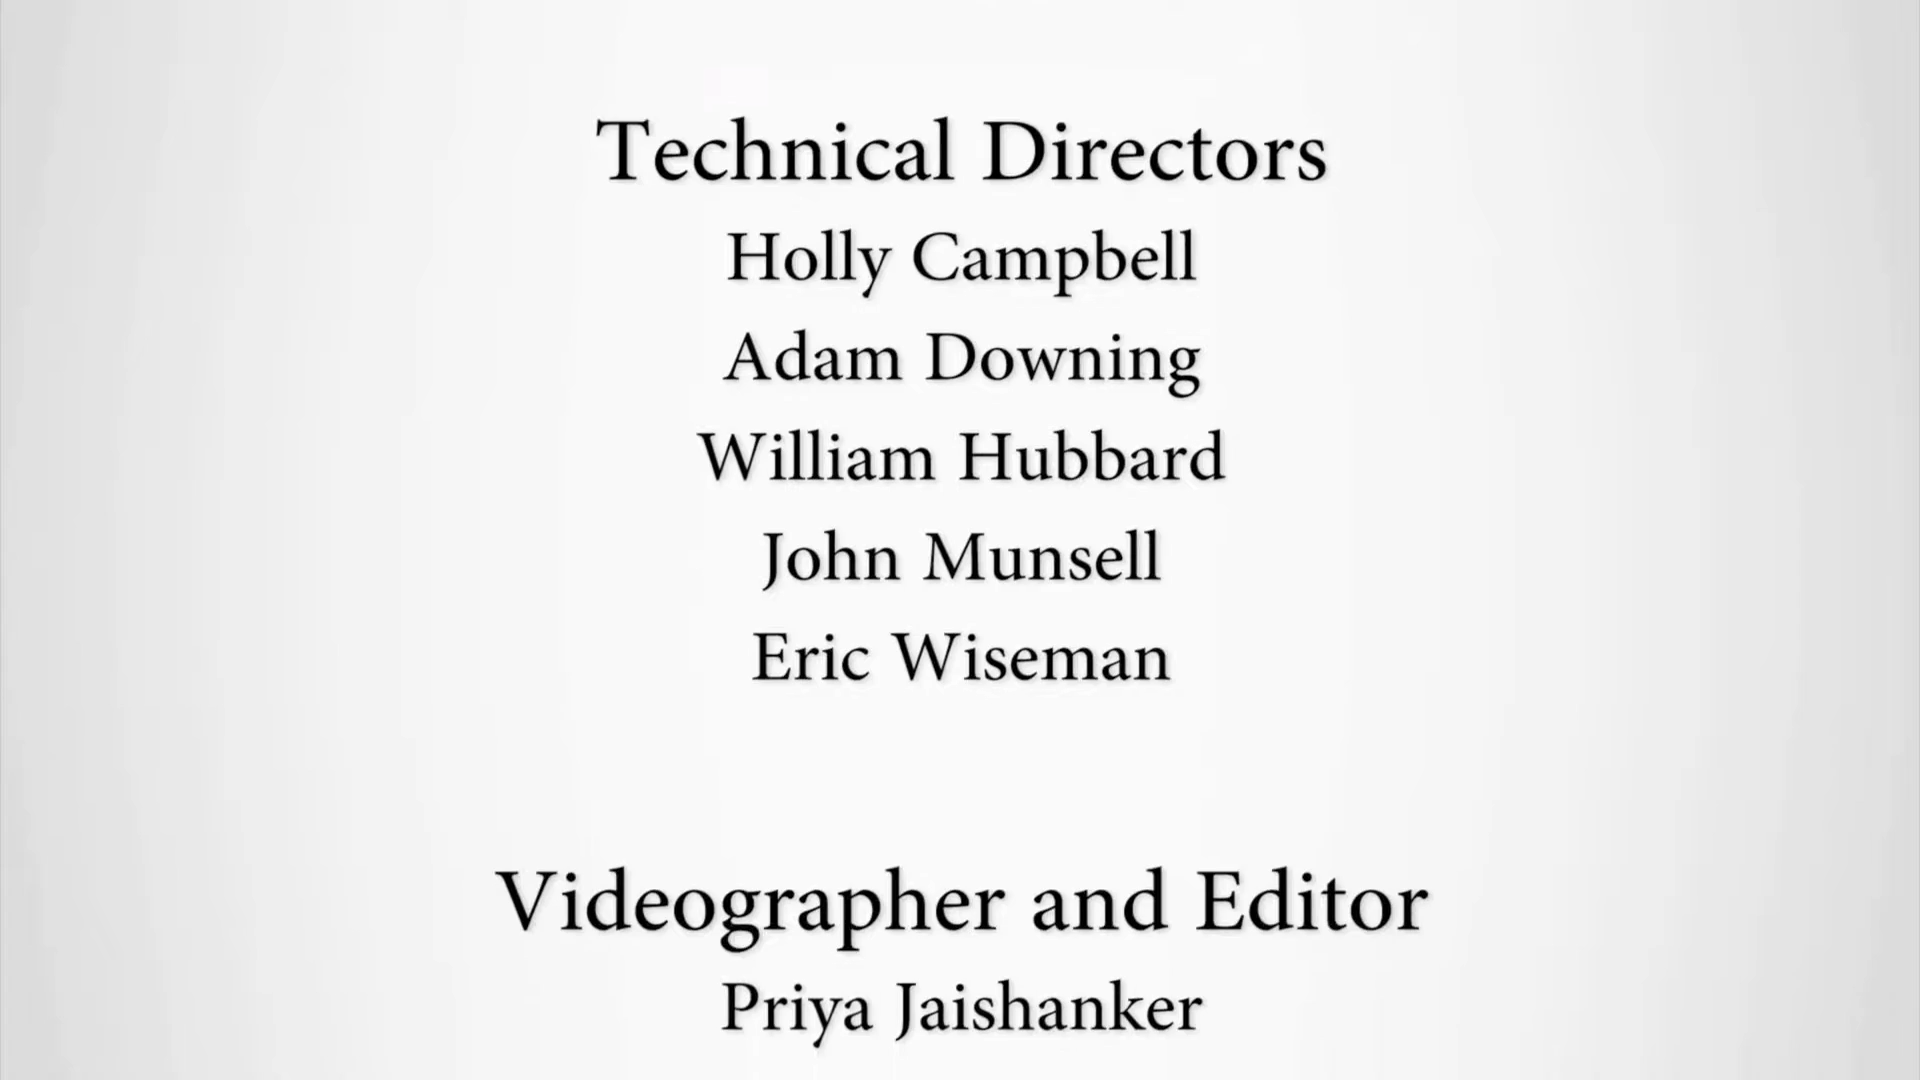 Technical Directors
Holly Campbell
Adam Downing
William Hubbard
John Munsell
Eric Wiseman
Videographer and Editor
Priya Jaishanker